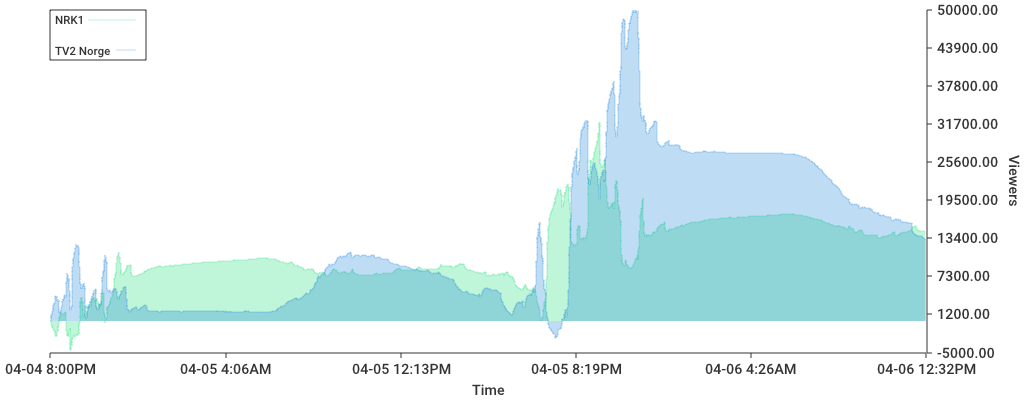 NRK1
TV2 Norge
50000.00
43900.00
37800.00
31700.00
25600.00
19500.00
13400.00
7300.00
1200.00
-5000.00
Viewers
04-04 8:00PM
04-05 4:06AM
04-05 12:13PM
04-05 8:19PM
04-06 4:26AM
04-06 12:32PM
Time